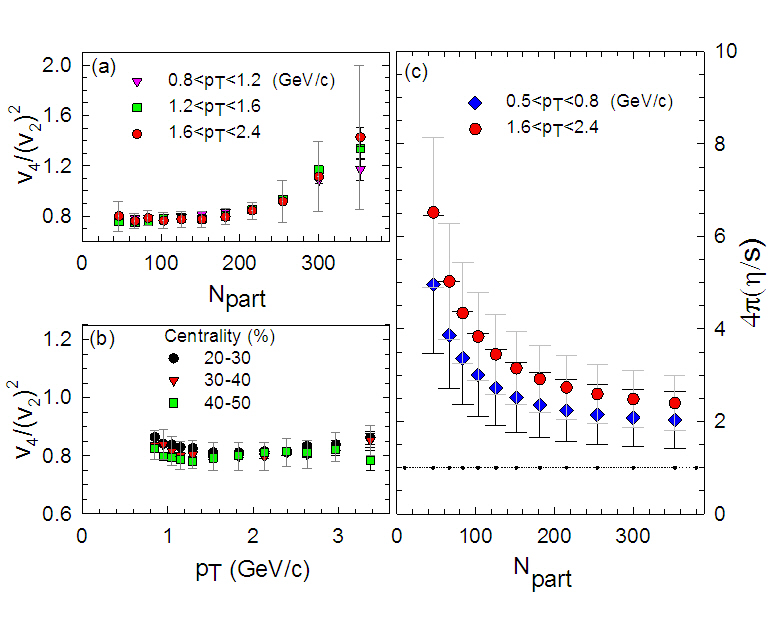 (a)
0.8<pT<1.2 (GeV/c)
1.2<pT<1.6
1.6<pT<2.4
2.0
1.6
1.2
0.8
v4/(v2)^2
0 100 200 300
Npart
(b)
Centrality (%)
20-30
30-40
40-50
1.2
1.0
0.8
0.6
v4/(v2)^2
0 1 2 3
pT (GeV/c)
(c)
0.5<pT<0.8 (GeV/c)
1.6<pT<2.4
10
8
6
4
2
0
4π(η/s)
0 100 200 300
Npart